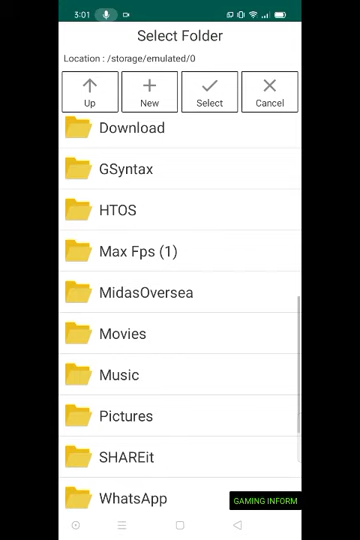 3:01
Select Folder
Location : /storage/emulated/0
Up New Select Cancel
Download
GSyntax
HTOS
Max Fps (1)
MidasOversea
Movies
Music
Pictures
SHAREit
WhatsApp
GAMING INFORM